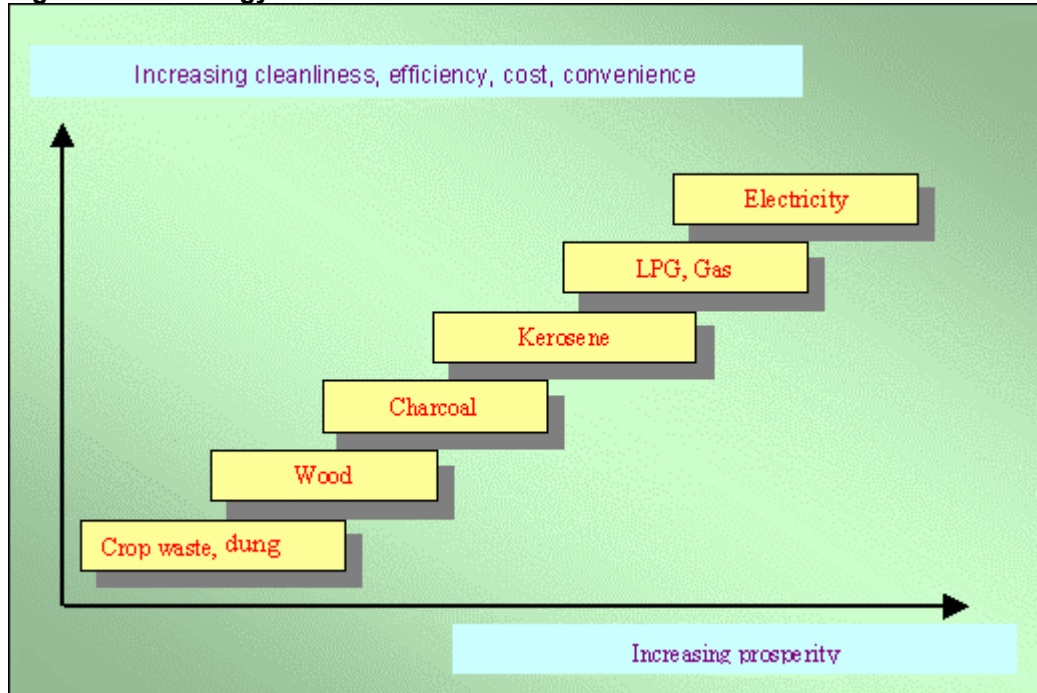 Increasing cleanliness, efficiency, cost, convenience
Electricity
LPG, Gas
Kerosene
Charcoal
Wood
Crop waste, dung
Increasing prosperity